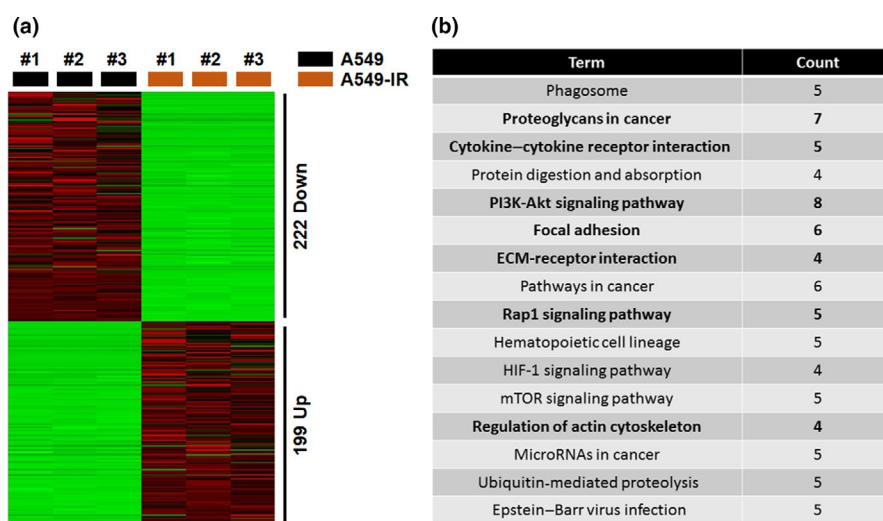 (a)
#1 #2 #3 #1 #2 #3
A549
A549-IR
222 Down
199 Up
(b)
Term Count
Phagosome 5
Proteoglycans in cancer 7
Cytokine–cytokine receptor interaction 5
Protein digestion and absorption 4
PI3K-Akt signaling pathway 8
Focal adhesion 6
ECM-receptor interaction 4
Pathways in cancer 6
Rap1 signaling pathway 5
Hematopoietic cell lineage 5
HIF-1 signaling pathway 4
mTOR signaling pathway 5
Regulation of actin cytoskeleton 4
MicroRNAs in cancer 5
Ubiquitin-mediated proteolysis 5
Epstein–Barr virus infection 5